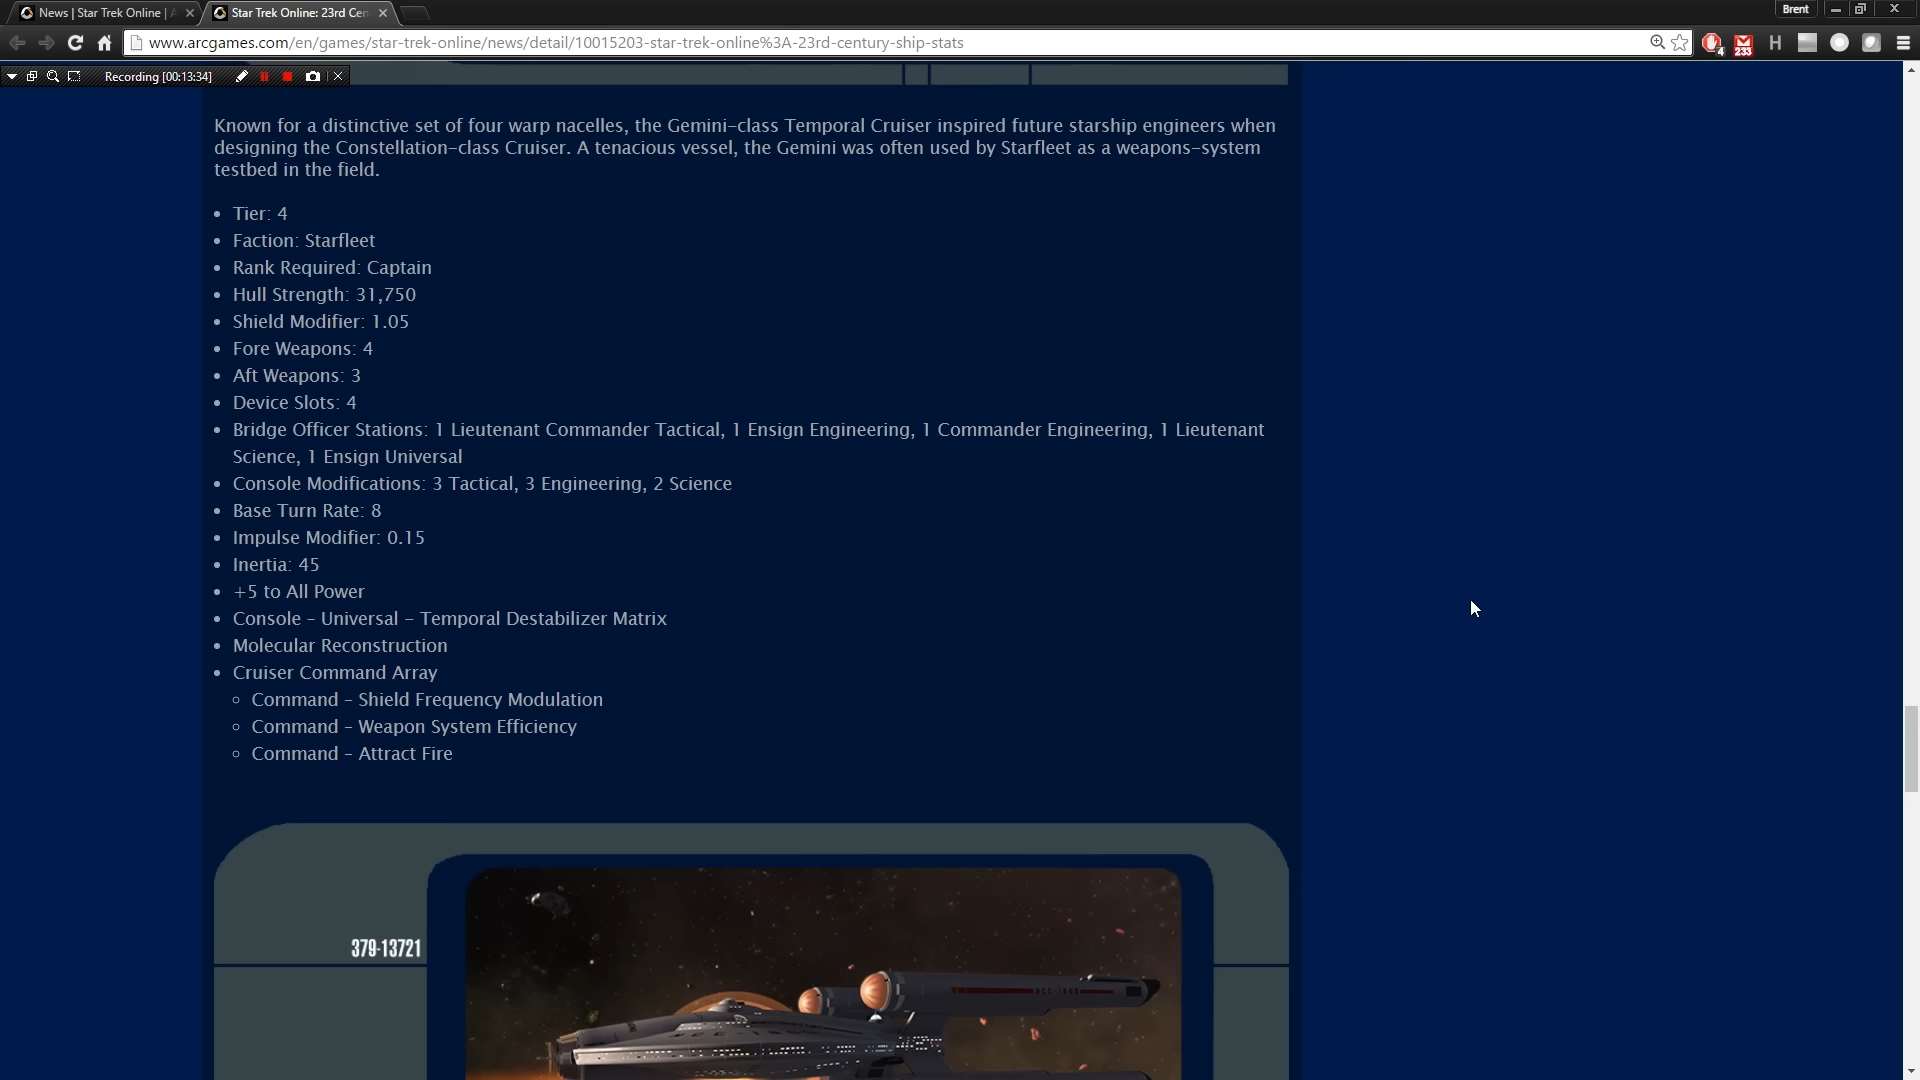 News | Star Trek Online | A
Star Trek Online: 23rd Cen
Brent
www.arcgames.com/en/games/star-trek-online/news/detail/10015203-star-trek-online%3A-23rd-century-ship-stats
4
233
H
Recording [00:13:34]
Known for a distinctive set of four warp nacelles, the Gemini-class Temporal Cruiser inspired future starship engineers when
designing the Constellation-class Cruiser. A tenacious vessel, the Gemini was often used by Starfleet as a weapons-system
testbed in the field.
• Tier: 4
• Faction: Starfleet
• Rank Required: Captain
• Hull Strength: 31,750
• Shield Modifier: 1.05
• Fore Weapons: 4
• Aft Weapons: 3
• Device Slots: 4
• Bridge Officer Stations: 1 Lieutenant Commander Tactical, 1 Ensign Engineering, 1 Commander Engineering, 1 Lieutenant
Science, 1 Ensign Universal
• Console Modifications: 3 Tactical, 3 Engineering, 2 Science
• Base Turn Rate: 8
• Impulse Modifier: 0.15
• Inertia: 45
• +5 to All Power
• Console – Universal – Temporal Destabilizer Matrix
• Molecular Reconstruction
• Cruiser Command Array
◦ Command – Shield Frequency Modulation
◦ Command – Weapon System Efficiency
◦ Command – Attract Fire
379-13721